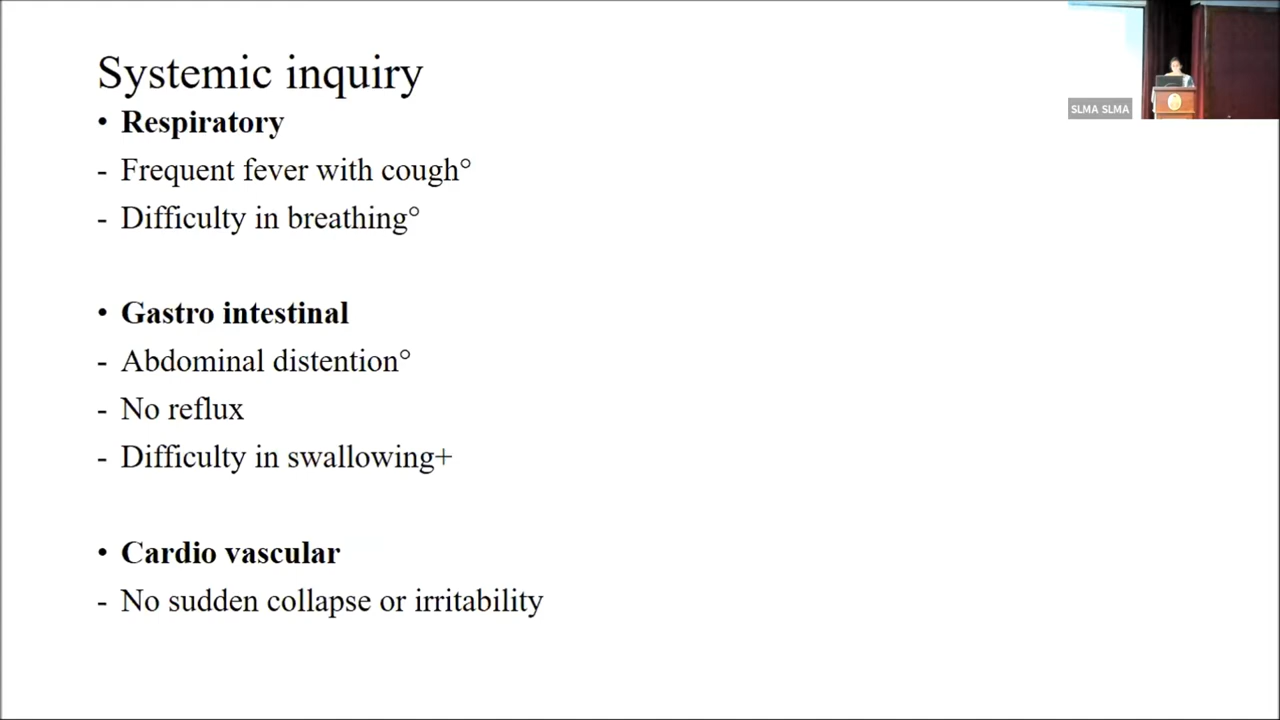 Systemic inquiry
• Respiratory
- Frequent fever with cough°
- Difficulty in breathing°
• Gastro intestinal
- Abdominal distention°
- No reflux
- Difficulty in swallowing+
• Cardio vascular
- No sudden collapse or irritability
SLMA SLMA